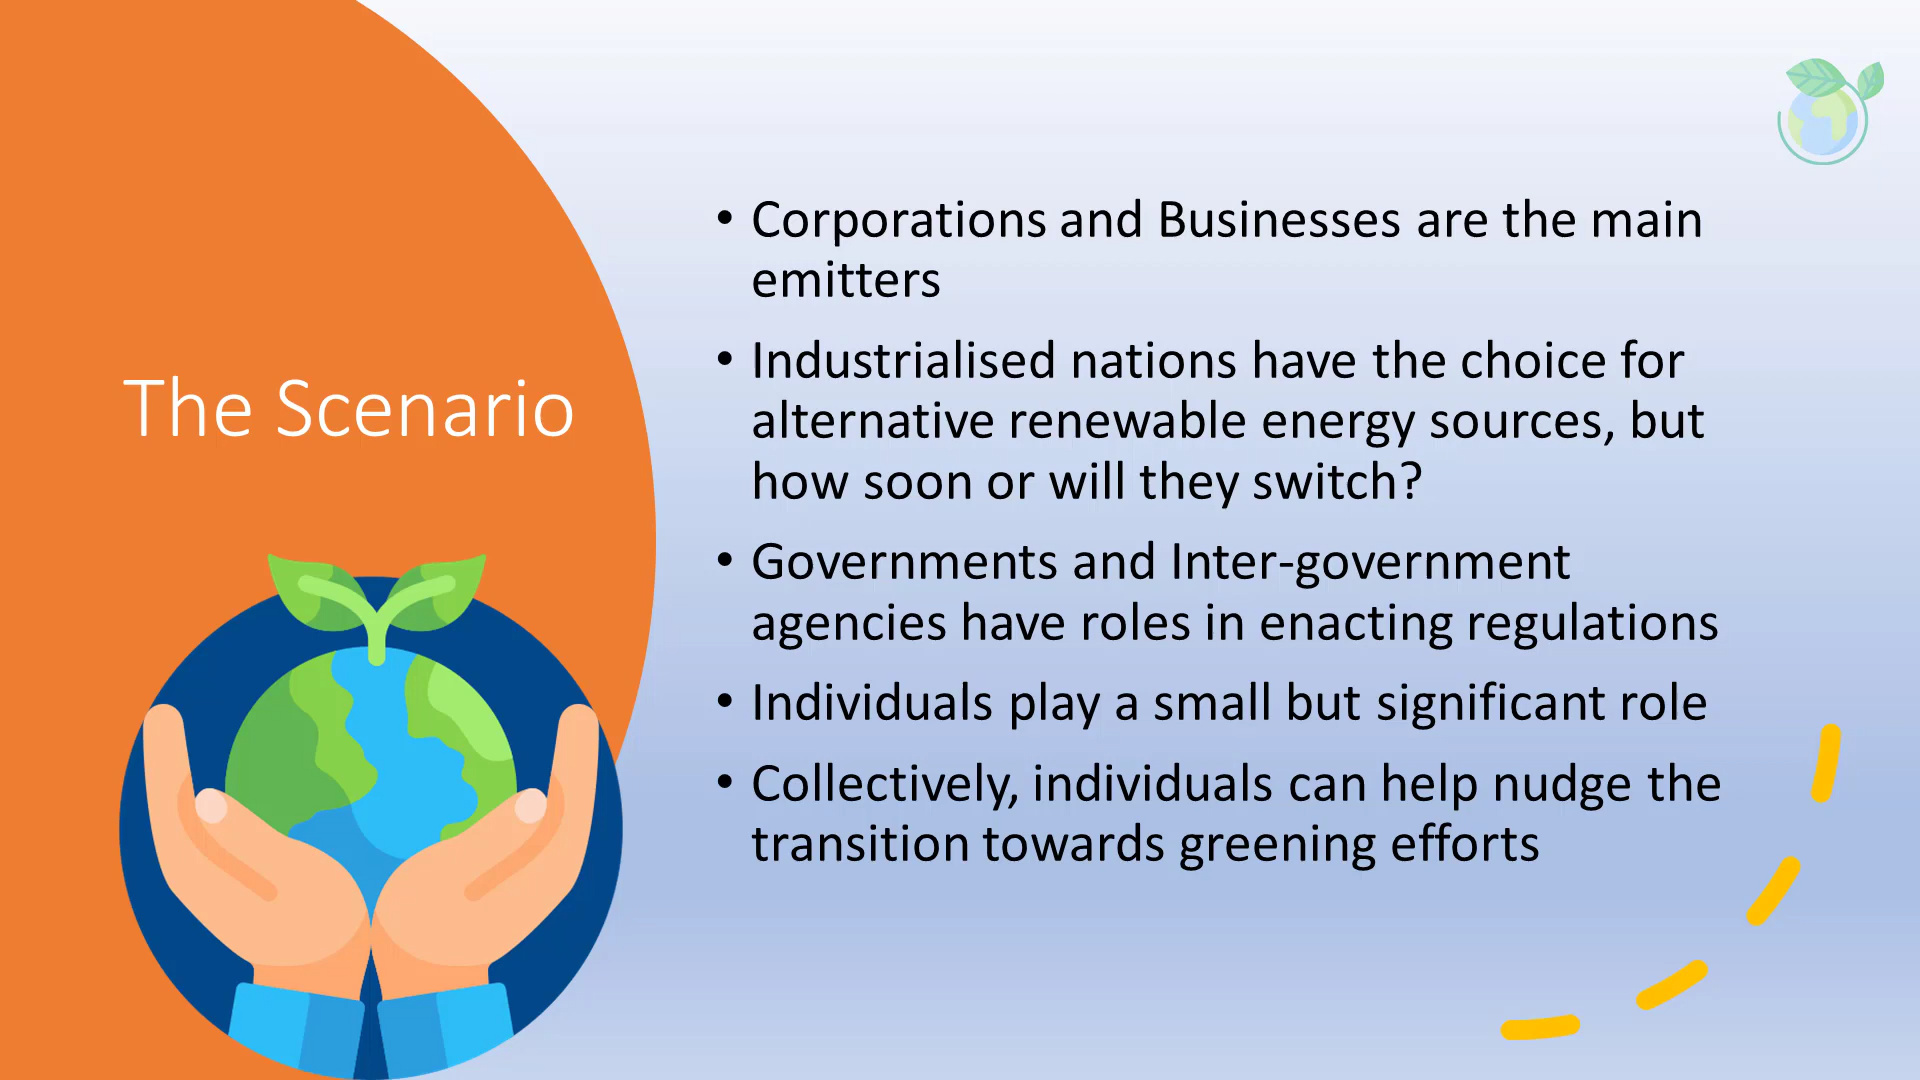 The Scenario
• Corporations and Businesses are the main
emitters
• Industrialised nations have the choice for
alternative renewable energy sources, but
how soon or will they switch?
• Governments and Inter-government
agencies have roles in enacting regulations
• Individuals play a small but significant role
• Collectively, individuals can help nudge the
transition towards greening efforts